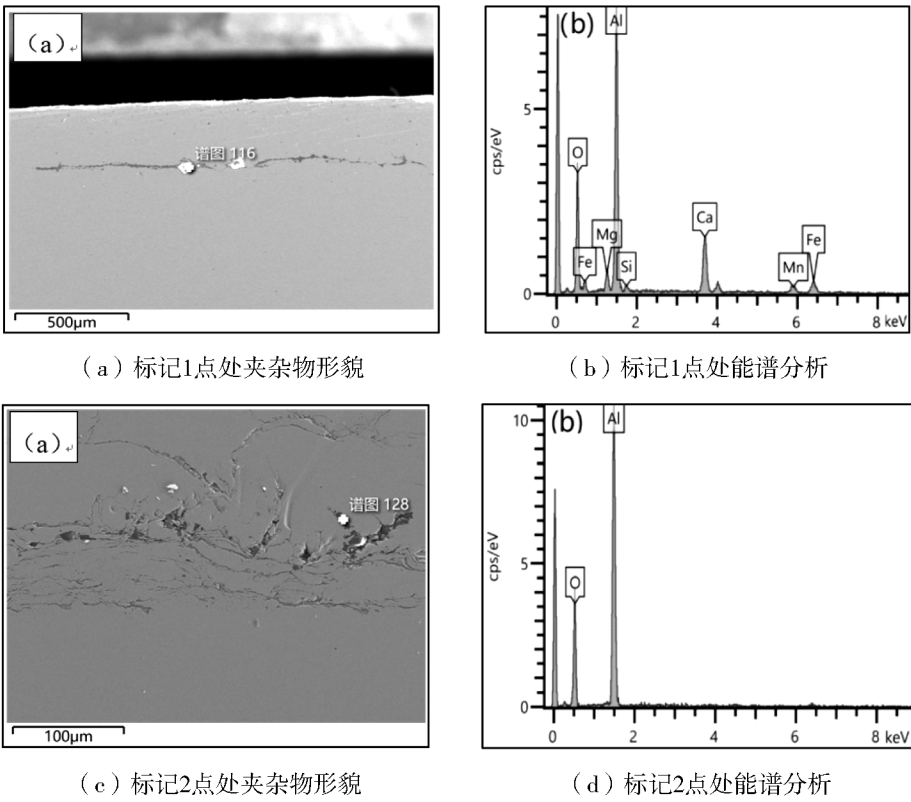 （a）
谱图 116
500μm
(b)
Al
5
O
cps/eV
Ca
Mg
Fe
Fe
Si
Mn
0
0 2 4 6 8 keV
（a）标记1点处夹杂物形貌
（b）标记1点处能谱分析
（a）
谱图 128
100μm
10
(b)
Al
5
O
cps/eV
0
0 2 4 6 8 keV
（c）标记2点处夹杂物形貌
（d）标记2点处能谱分析